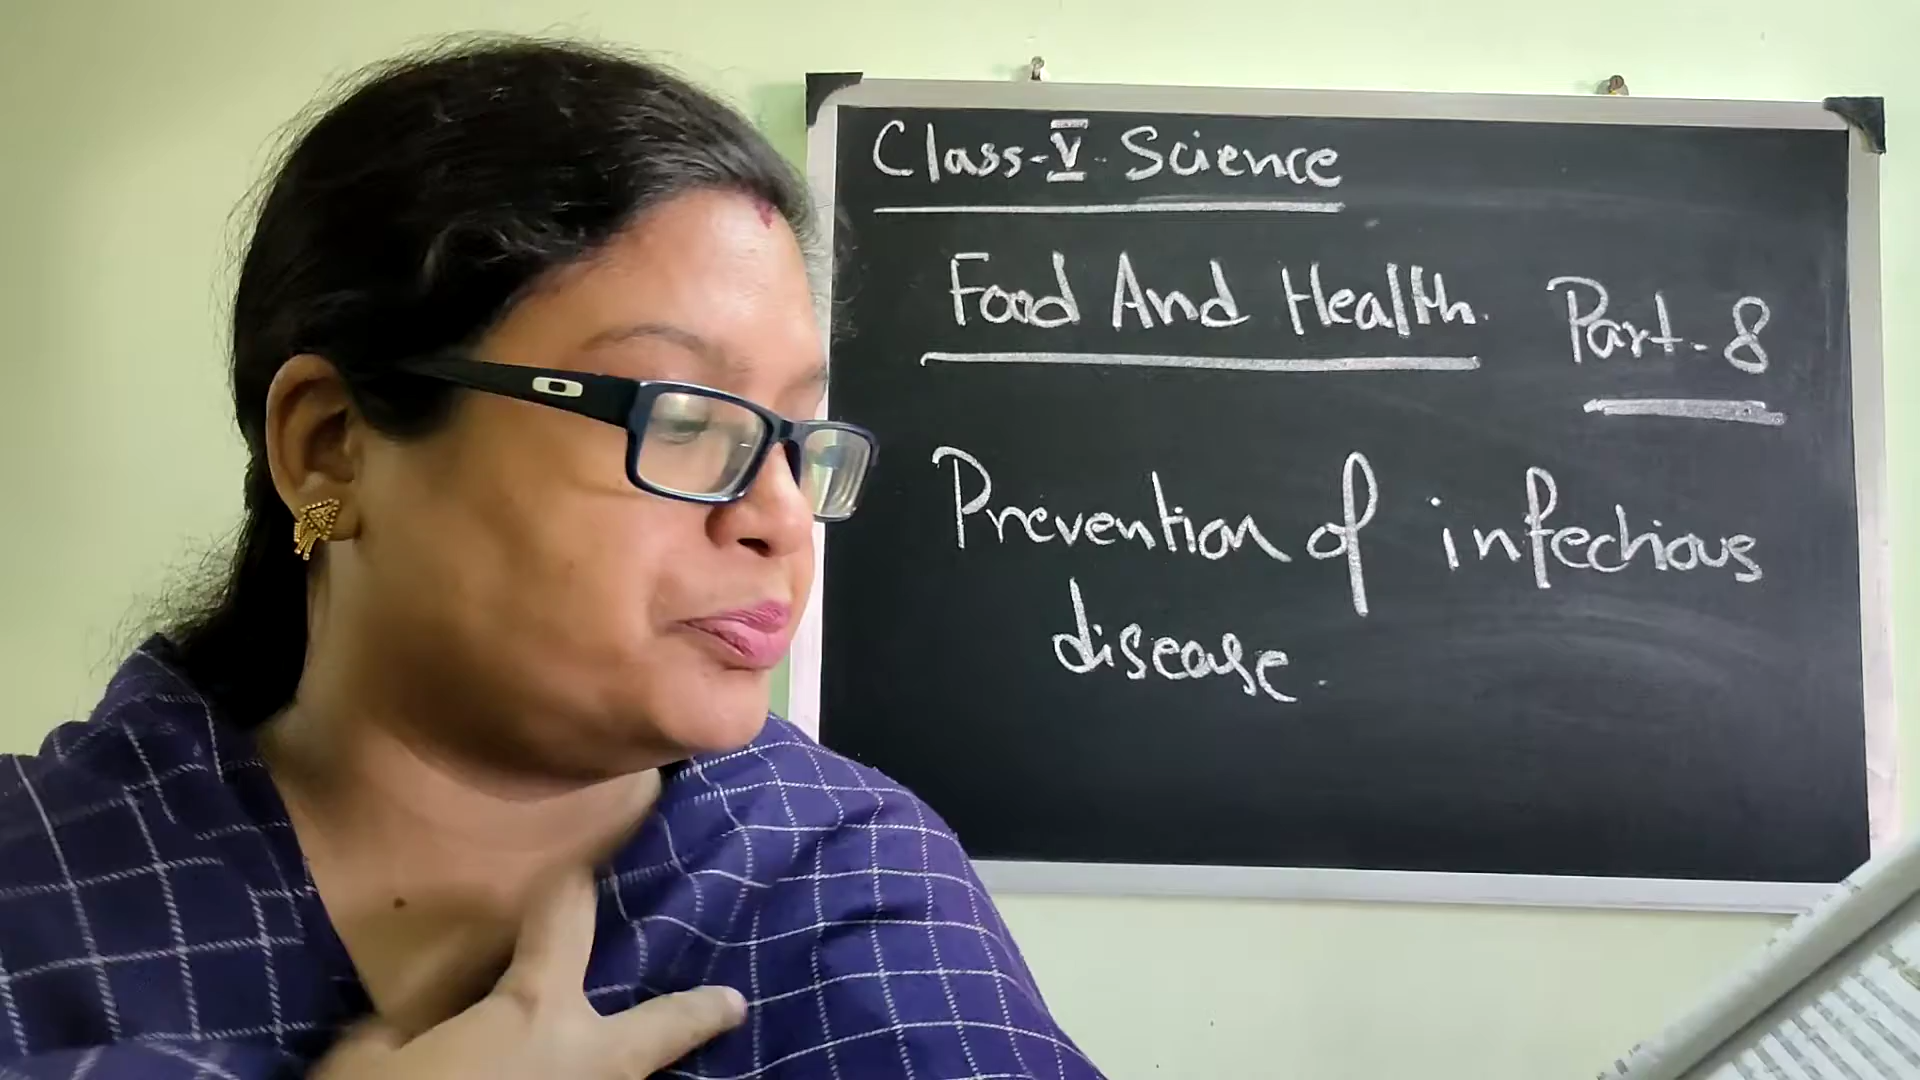 Class-V Science
Food And Health.
Part-8
Prevention of infectious
disease.